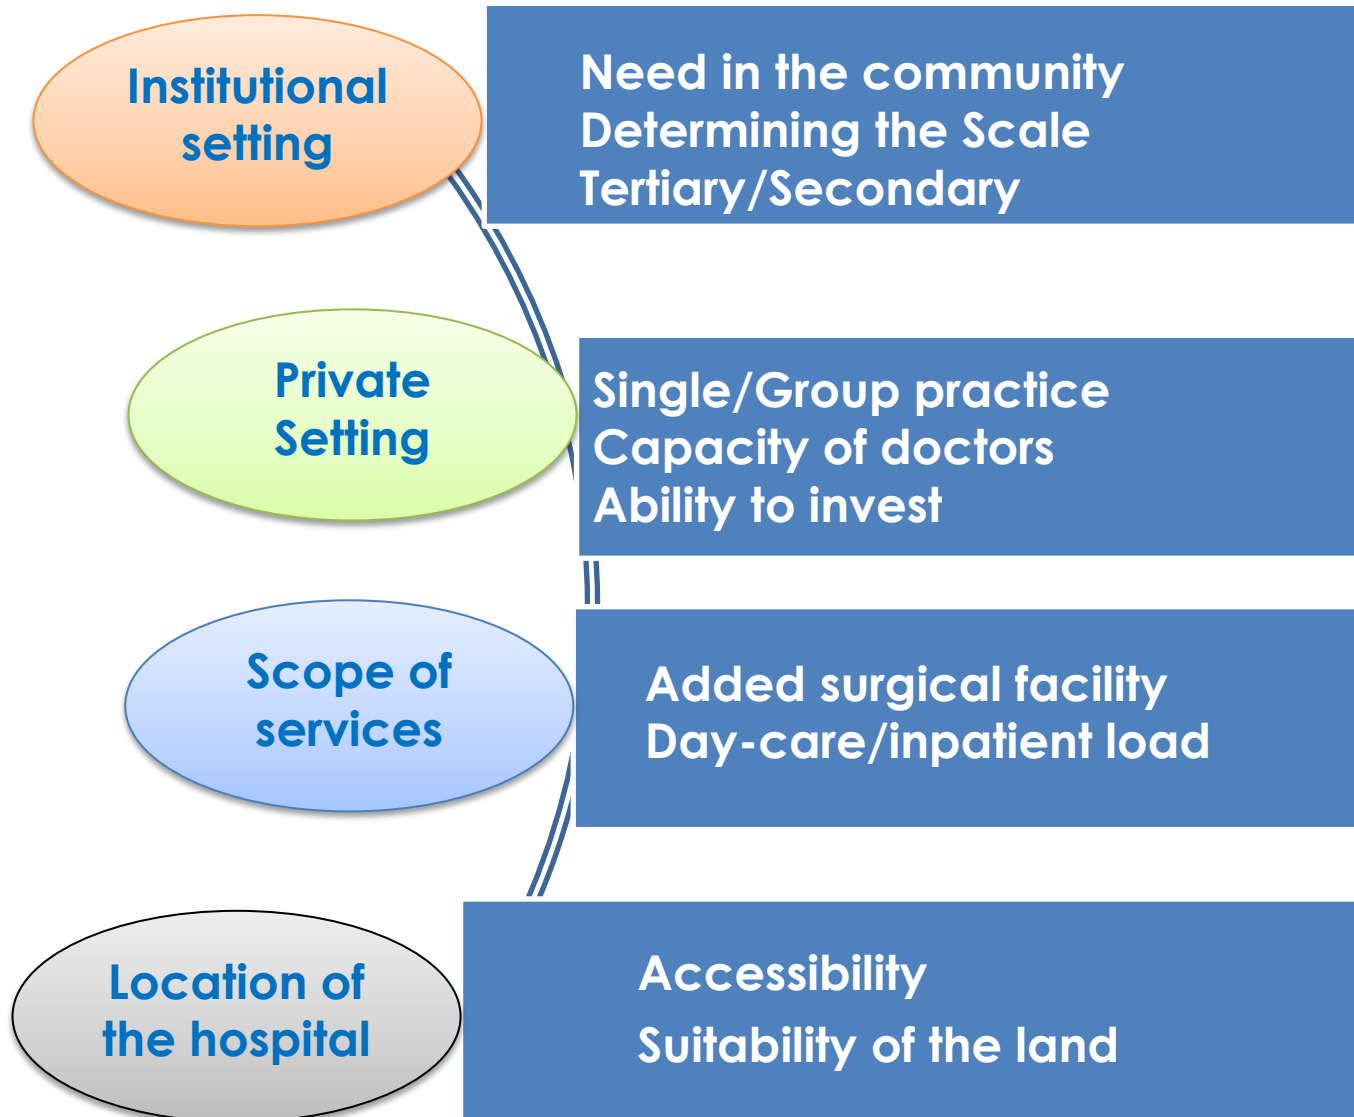 Institutional
setting
Need in the community
Determining the Scale
Tertiary/Secondary
Private
Setting
Single/Group practice
Capacity of doctors
Ability to invest
Scope of
services
Added surgical facility
Day-care/inpatient load
Location of
the hospital
Accessibility
Suitability of the land